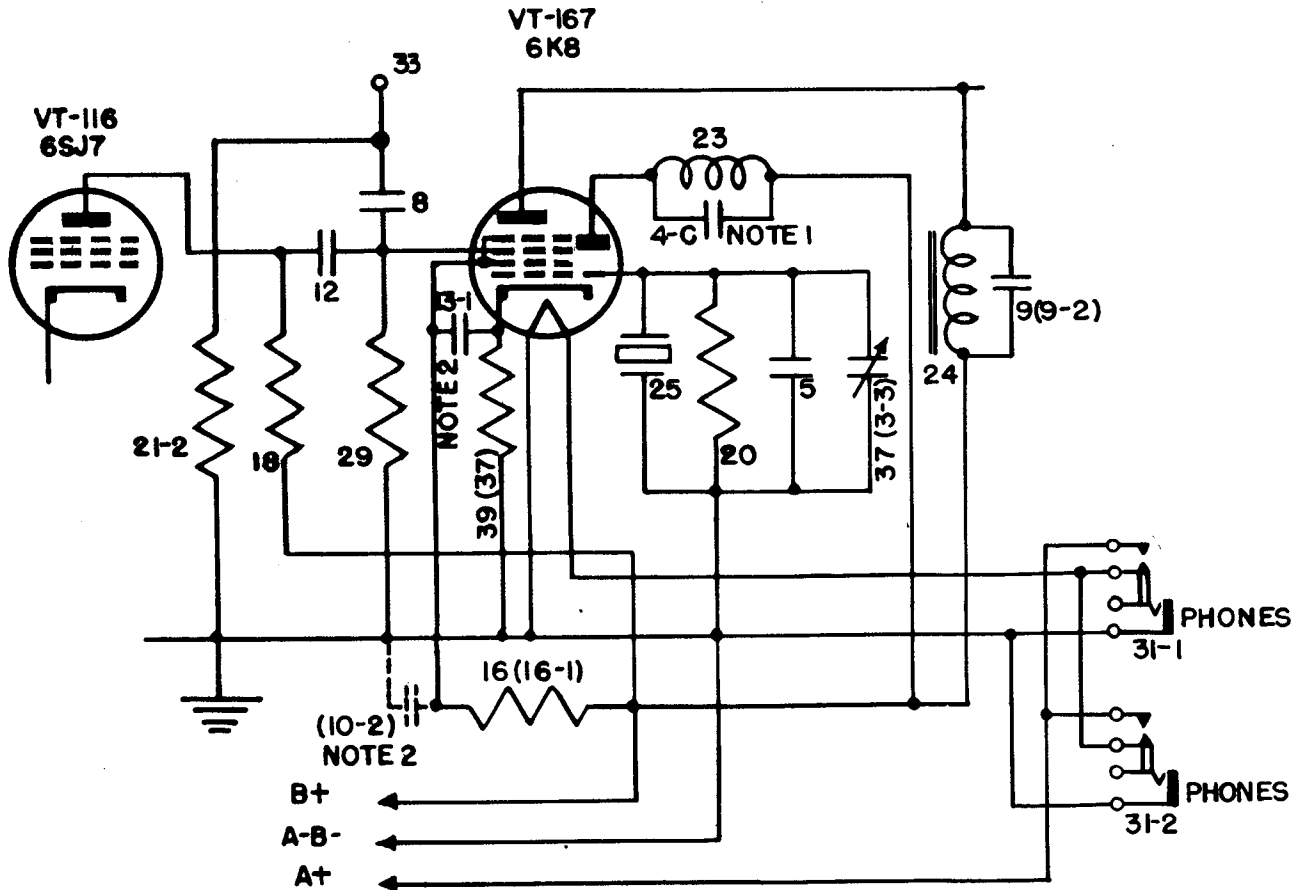 VT-167
6K8
33
VT-116
6SJ7
23
8
4-C NOTE 1
12
13-1
9(9-2)
NOTE 2
25
5
24
37 (3-3)
21-2
18
29
20
39 (37)
16 (16-1)
PHONES
31-1
(10-2)
NOTE 2
B+
PHONES
31-2
A-B-
A+